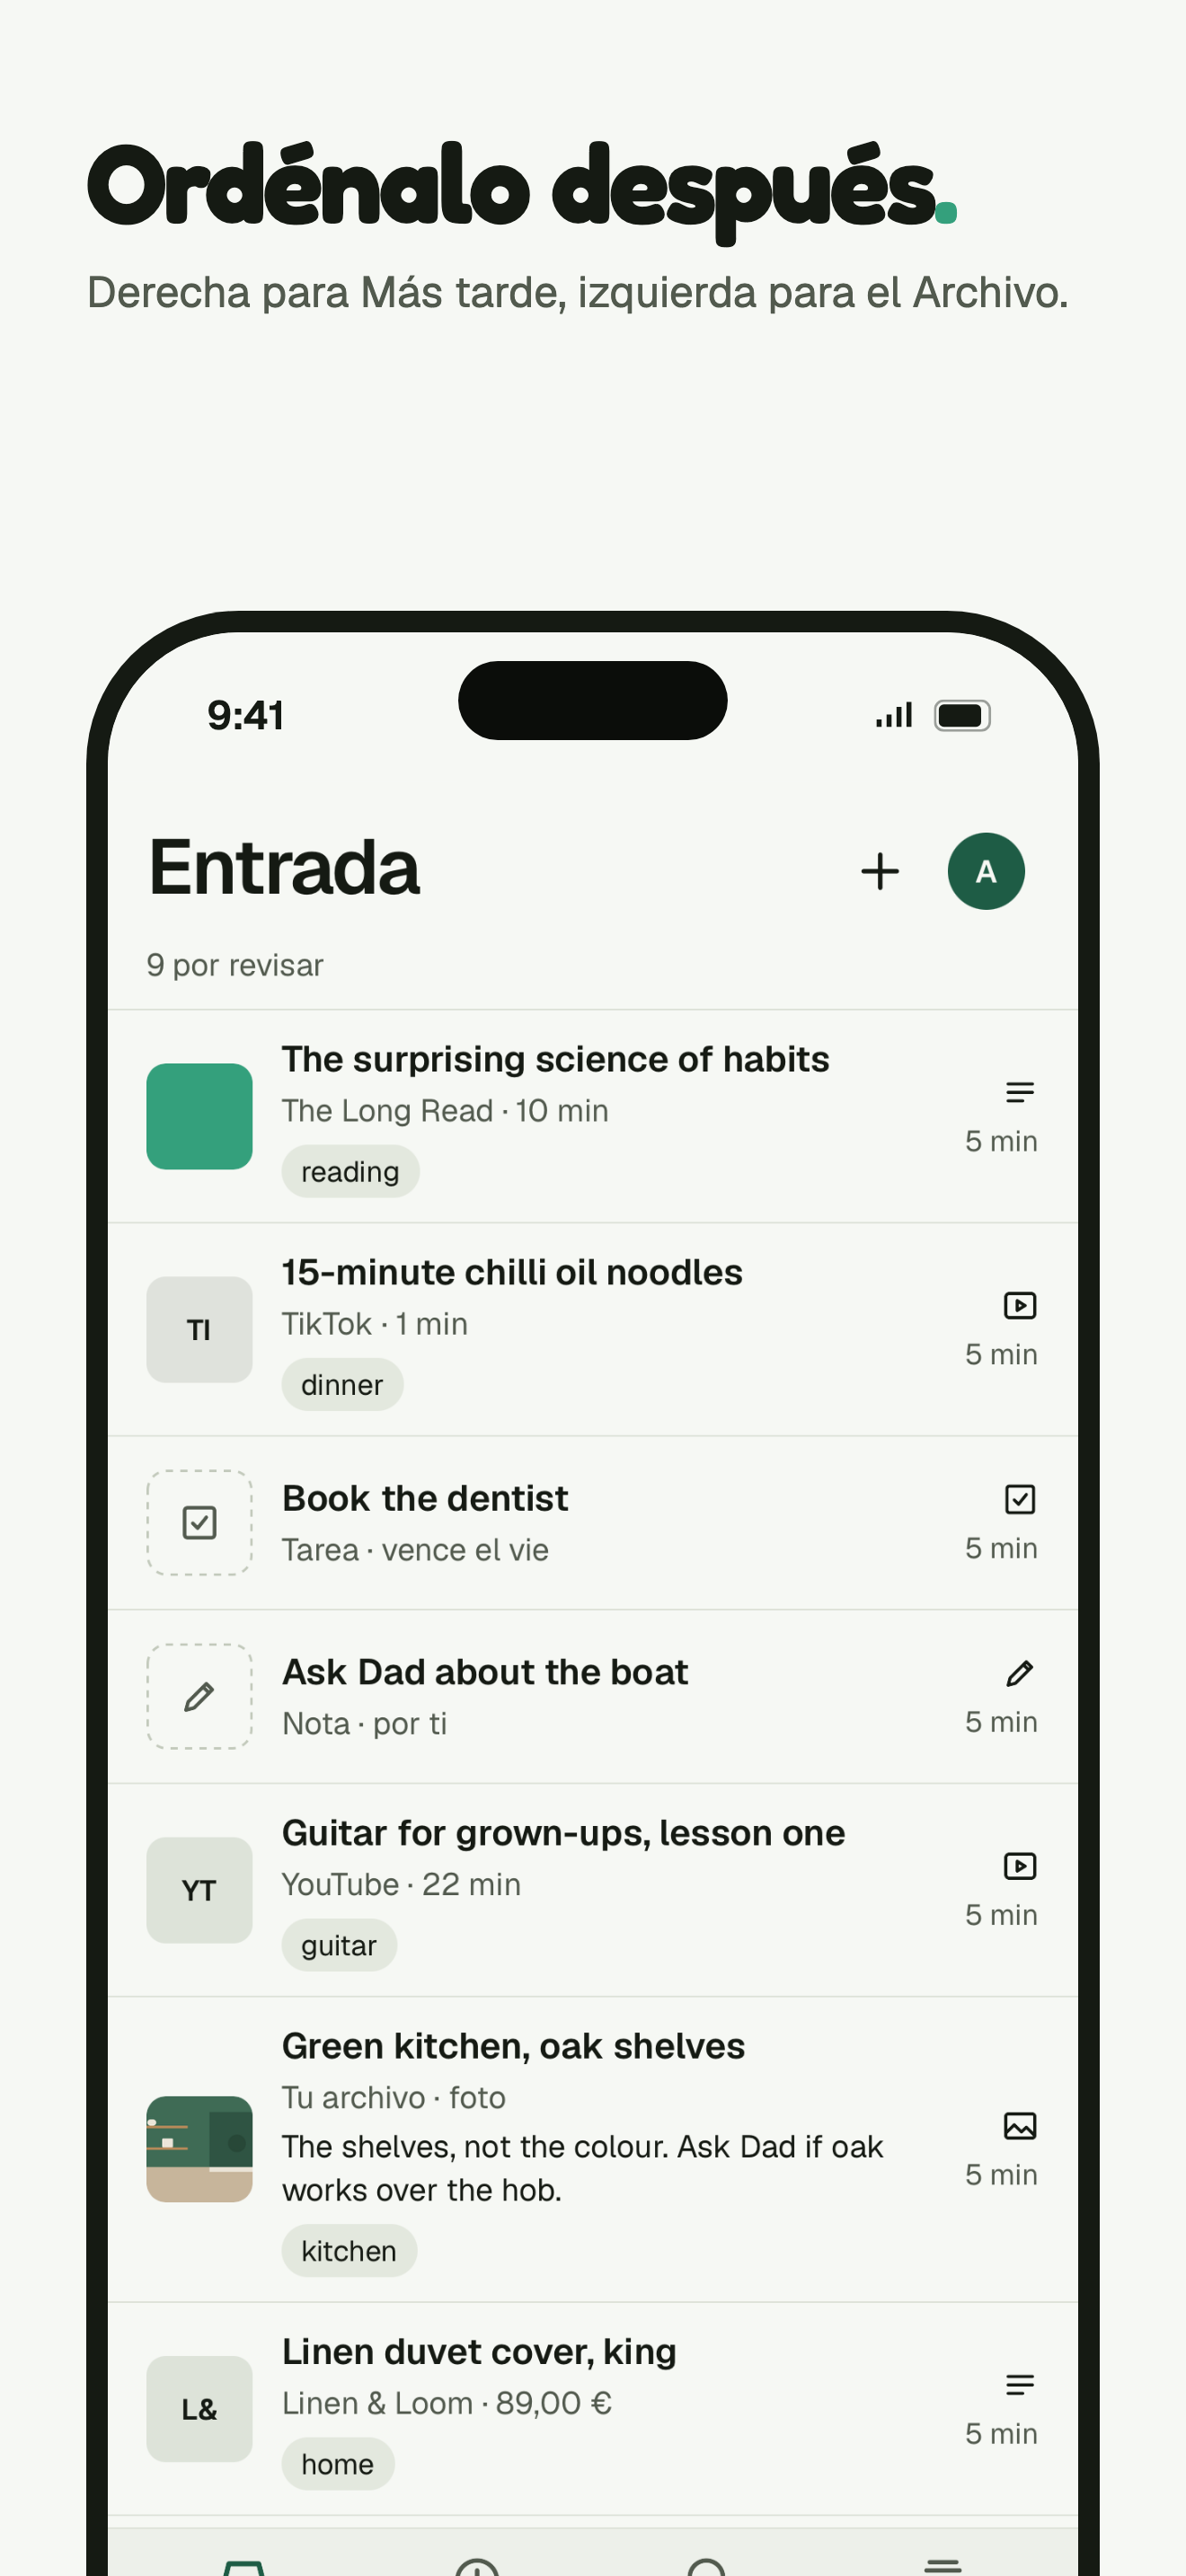 Ordénalo después.
Derecha para Más tarde, izquierda para el Archivo.
9:41
Entrada
A
9 por revisar
The surprising science of habits
The Long Read · 10 min
reading
5 min
TI
15-minute chilli oil noodles
TikTok · 1 min
dinner
5 min
Book the dentist
Tarea · vence el vie
5 min
Ask Dad about the boat
Nota · por ti
5 min
YT
Guitar for grown-ups, lesson one
YouTube · 22 min
guitar
5 min
Green kitchen, oak shelves
Tu archivo · foto
The shelves, not the colour. Ask Dad if oak
works over the hob.
kitchen
5 min
L&
Linen duvet cover, king
Linen & Loom · 89,00 €
home
5 min